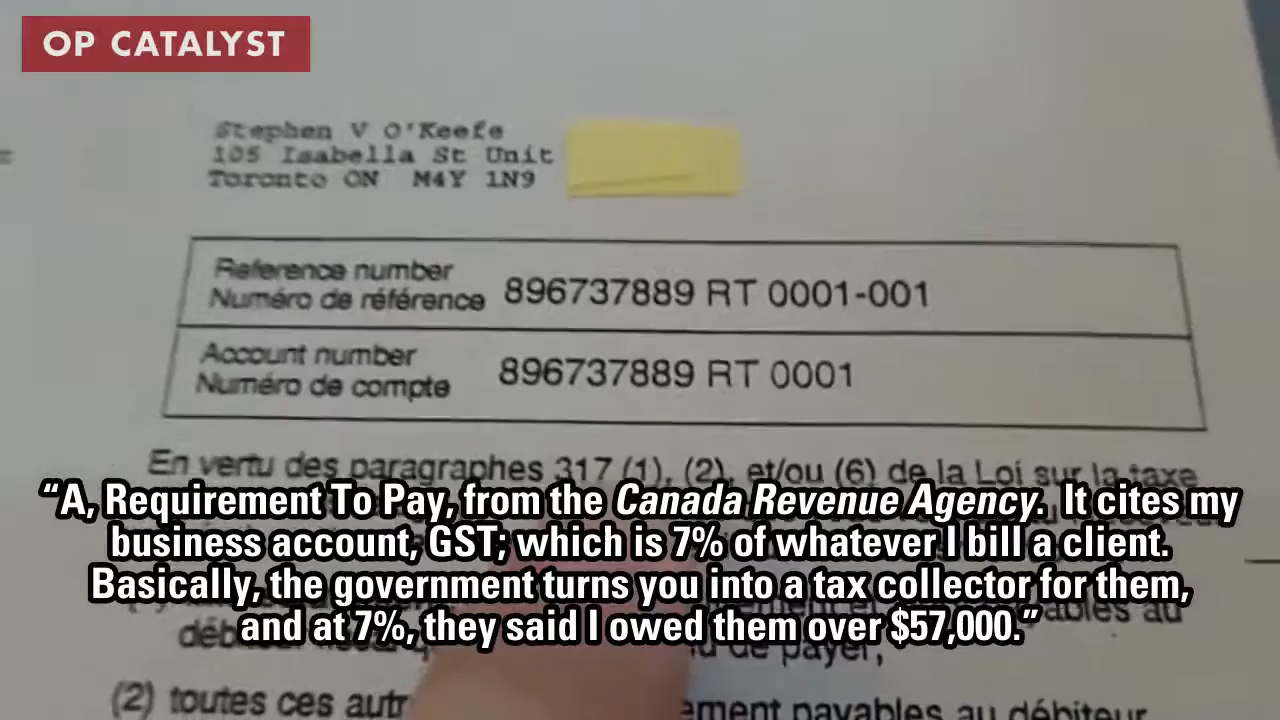 OP CATALYST
Stephen V O'Keefe
105 Isabella St Unit
Toronto ON M4Y 1N9
Reference number
Numéro de référence
896737889 RT 0001-001
Account number
Numéro de compte
896737889 RT 0001
En vertu des paragraphes 317 (1), (2), et/ou (6) de la Loi sur la taxe
“A, Requirement To Pay, from the Canada Revenue Agency. It cites my
business account, GST; which is 7% of whatever I bill a client.
Basically, the government turns you into a tax collector for them,
and at 7%, they said I owed them over $57,000.”
de payer,
(2) toutes ces payables au débiteur